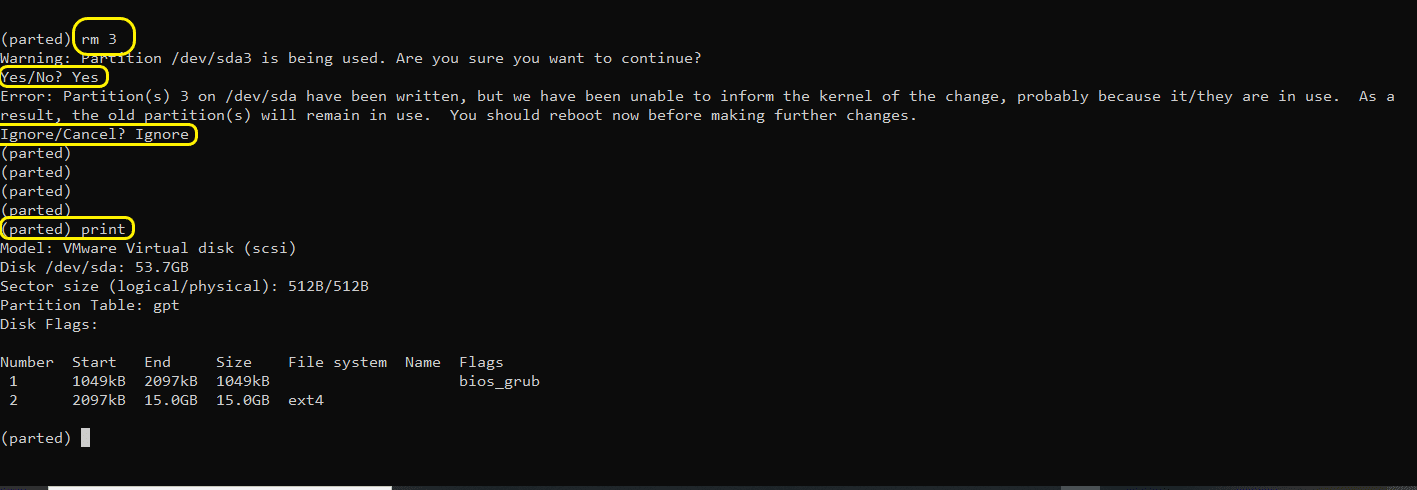 (parted) rm 3
Warning: Partition /dev/sda3 is being used. Are you sure you want to continue?
Yes/No? Yes
Error: Partition(s) 3 on /dev/sda have been written, but we have been unable to inform the kernel of the change, probably because it/they are in use.  As a
result, the old partition(s) will remain in use.  You should reboot now before making further changes.
Ignore/Cancel? Ignore
(parted)
(parted)
(parted)
(parted)
(parted) print
Model: VMware Virtual disk (scsi)
Disk /dev/sda: 53.7GB
Sector size (logical/physical): 512B/512B
Partition Table: gpt
Disk Flags:
Number  Start   End     Size    File system  Name  Flags
 1      1049kB  2097kB  1049kB                     bios_grub
 2      2097kB  15.0GB  15.0GB  ext4
(parted)